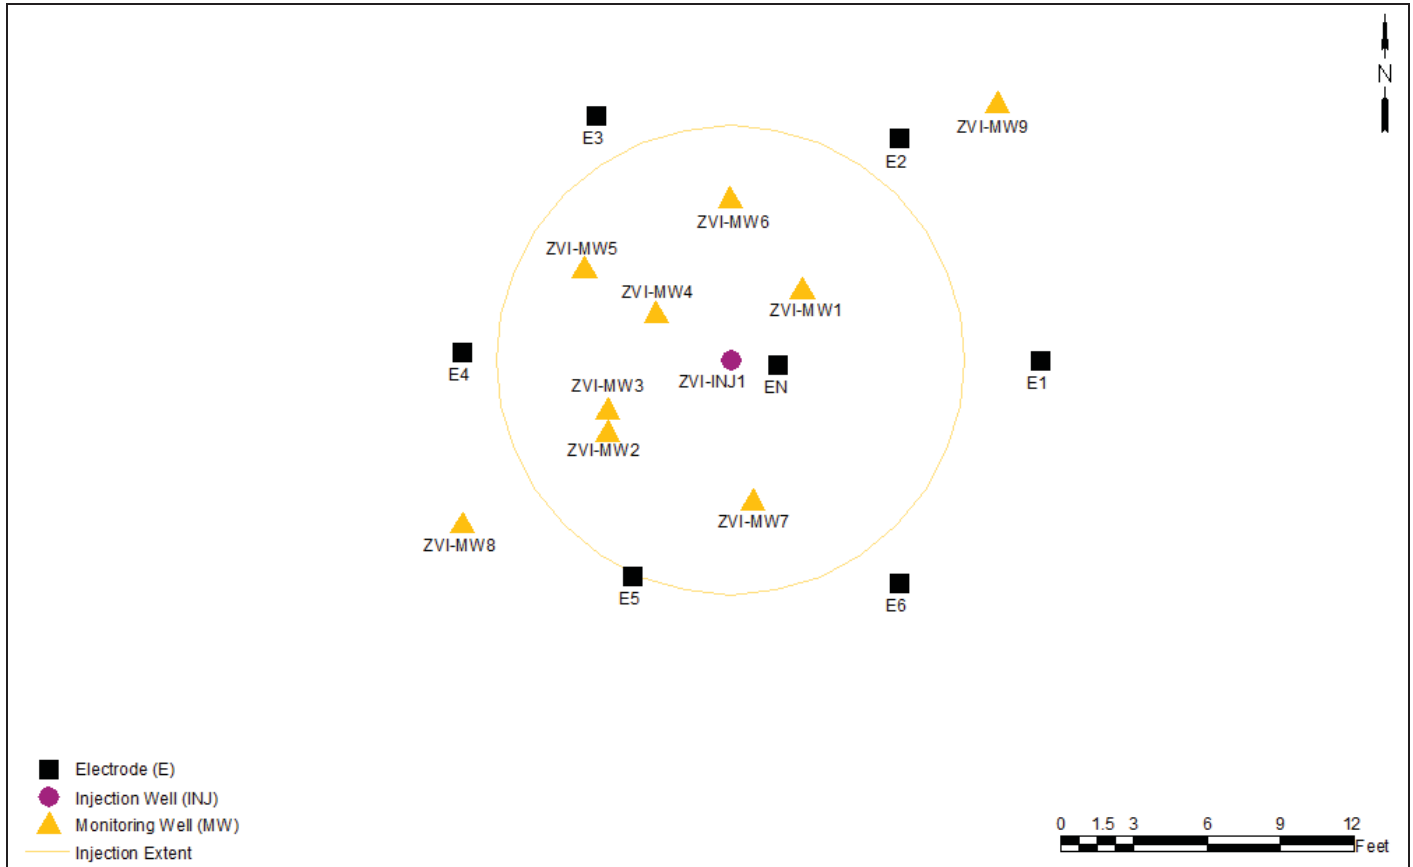 N
ZVI-MW9
E3
E2
ZVI-MW6
ZVI-MW5
ZVI-MW4
ZVI-MW1
E4
ZVI-INJ1
EN
E1
ZVI-MW3
ZVI-MW2
ZVI-MW7
ZVI-MW8
E5
E6
Electrode (E)
Injection Well (INJ)
Monitoring Well (MW)
Injection Extent
0 1.5 3 6 9 12
Feet